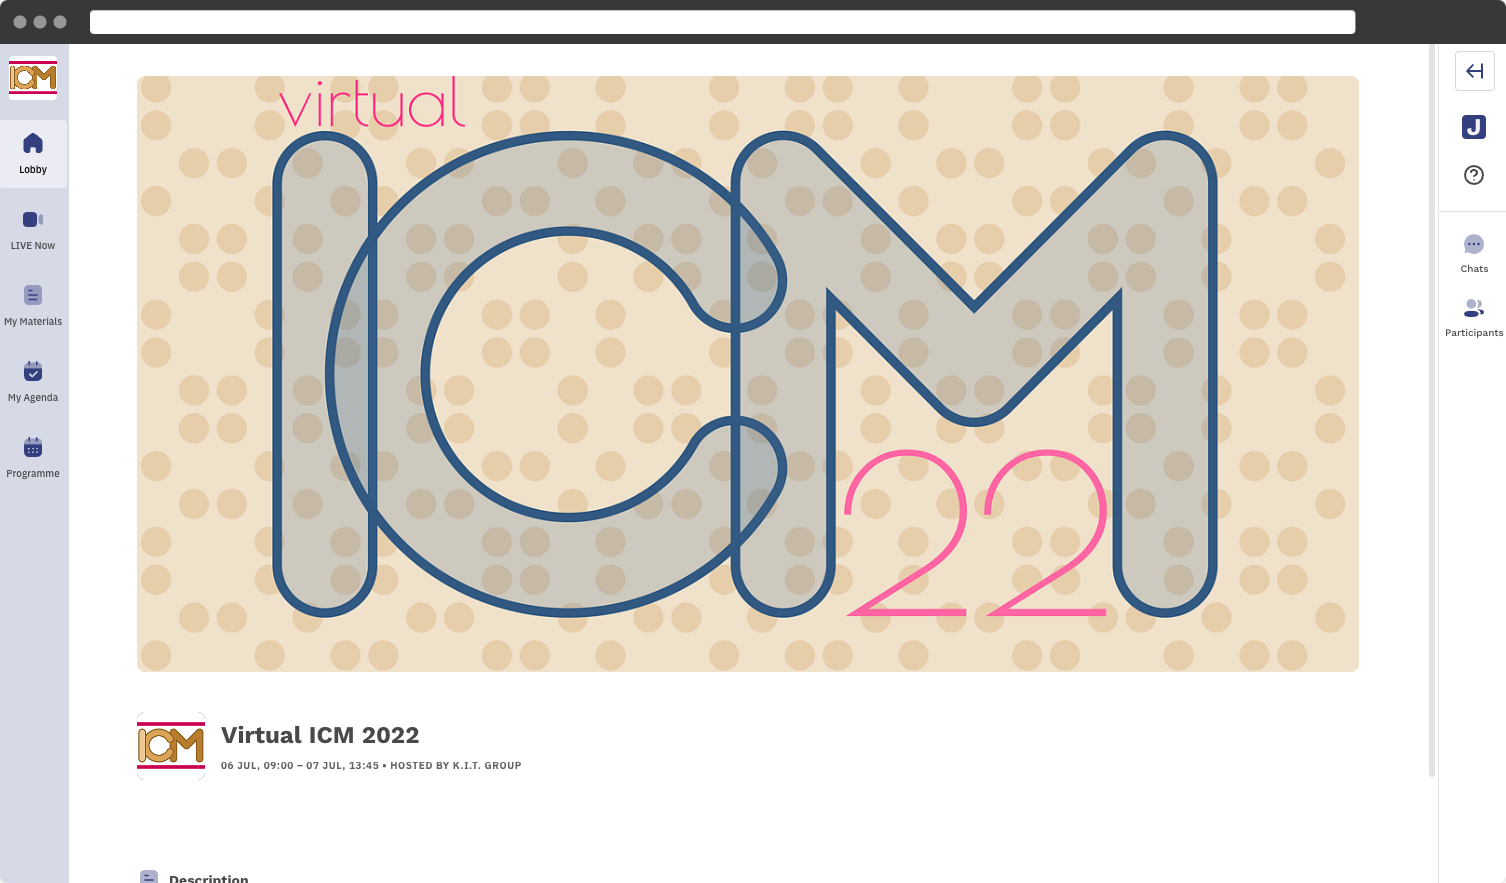 ICM
Lobby
LIVE Now
My Materials
My Agenda
Programme
virtual
ICM
22
ICM
Virtual ICM 2022
06 JUL, 09:00 – 07 JUL, 13:45 • HOSTED BY K.I.T. GROUP
Description
J
?
Chats
Participants